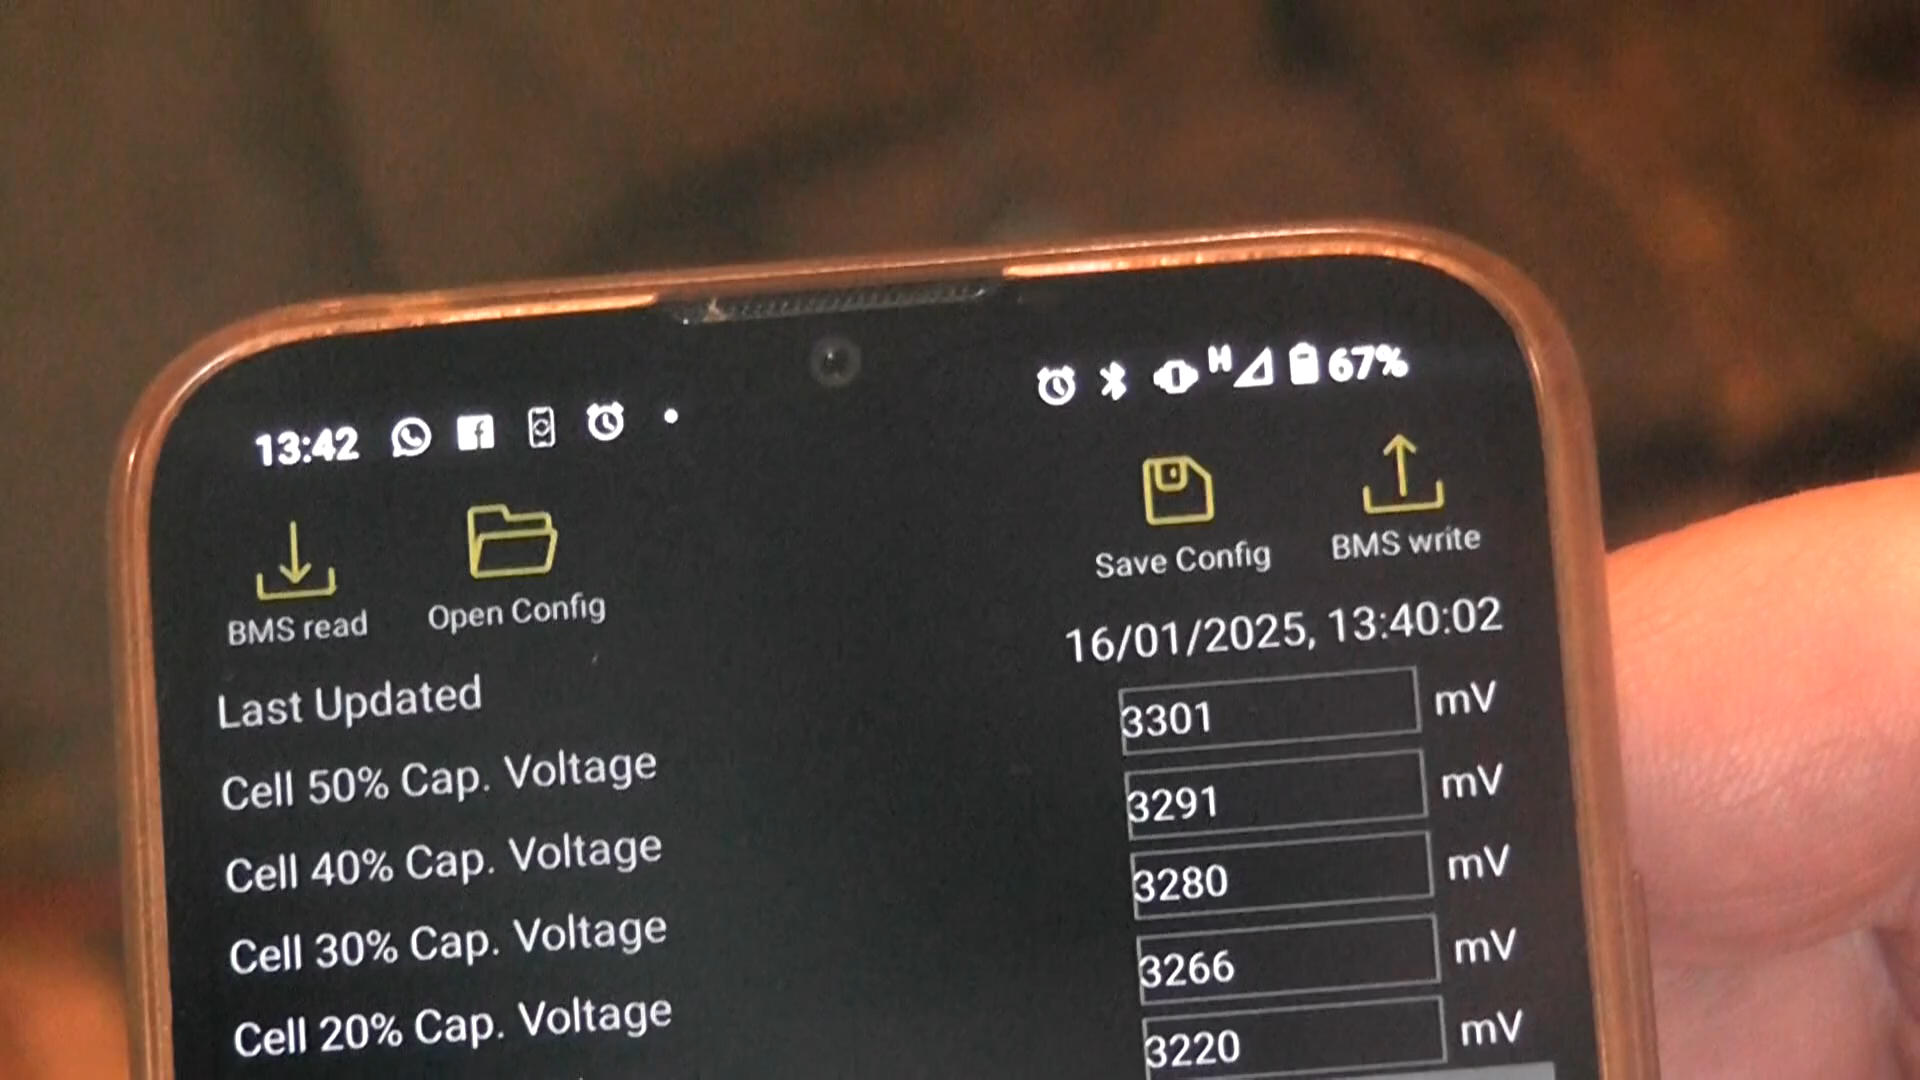 13:42 H 67%
BMS read Open Config Save Config BMS write
Last Updated 16/01/2025, 13:40:02
Cell 50% Cap. Voltage 3301 mV
Cell 40% Cap. Voltage 3291 mV
Cell 30% Cap. Voltage 3280 mV
Cell 20% Cap. Voltage 3266 mV
3220 mV